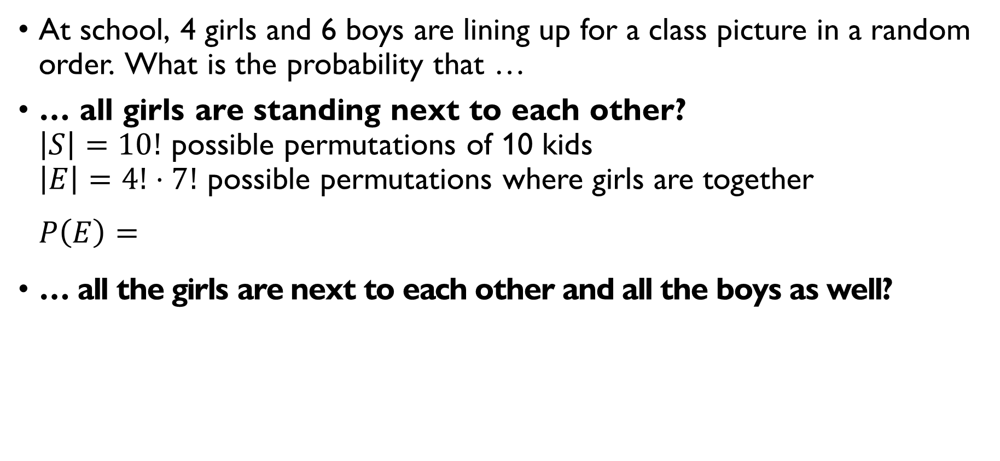 • At school, 4 girls and 6 boys are lining up for a class picture in a random
order. What is the probability that …
• … all girls are standing next to each other?
|S| = 10! possible permutations of 10 kids
|E| = 4! · 7! possible permutations where girls are together
P(E) =
• … all the girls are next to each other and all the boys as well?